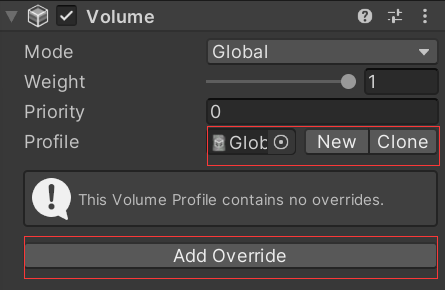 Volume
Mode Global
Weight 1
Priority 0
Profile Glob New Clone
This Volume Profile contains no overrides.
Add Override